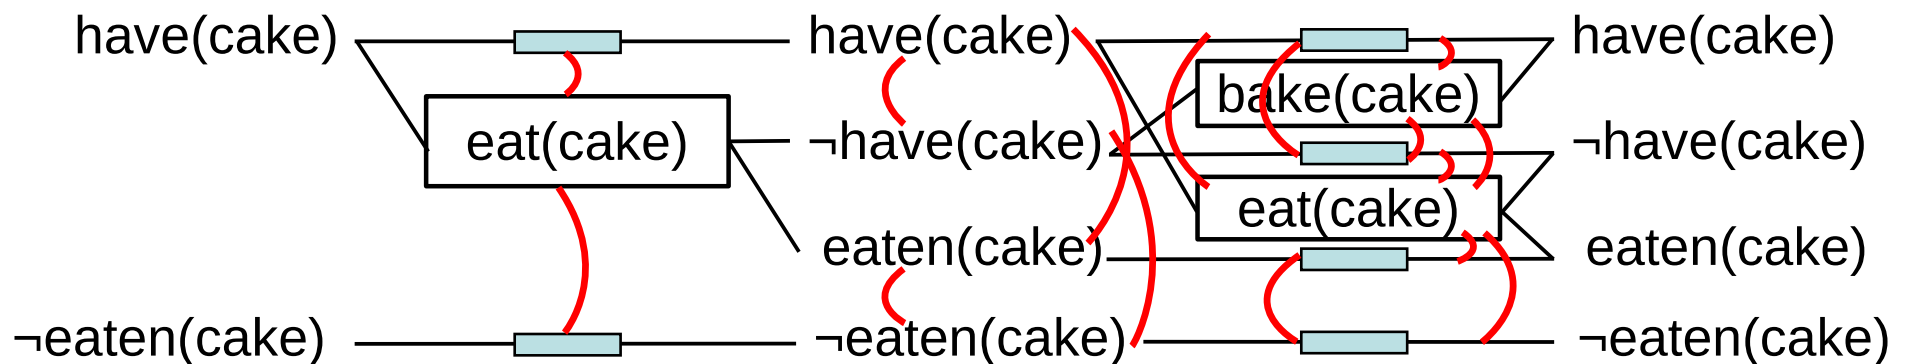 have(cake)
eat(cake)
¬eaten(cake)
have(cake)
¬have(cake)
eaten(cake)
¬eaten(cake)
bake(cake)
eat(cake)
have(cake)
¬have(cake)
eaten(cake)
¬eaten(cake)